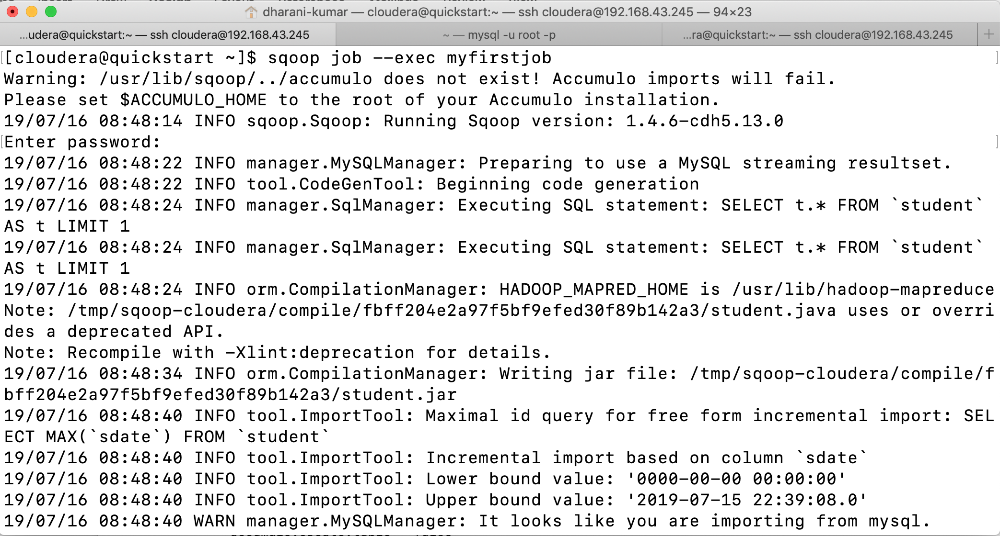 dharani-kumar — cloudera@quickstart:~ — ssh cloudera@192.168.43.245 — 94×23
...udera@quickstart:~ — ssh cloudera@192.168.43.245
~ — mysql -u root -p
...ra@quickstart:~ — ssh cloudera@192.168.43.245
[[cloudera@quickstart ~]$ sqoop job --exec myfirstjob ]
Warning: /usr/lib/sqoop/../accumulo does not exist! Accumulo imports will fail.
Please set $ACCUMULO_HOME to the root of your Accumulo installation.
19/07/16 08:48:14 INFO sqoop.Sqoop: Running Sqoop version: 1.4.6-cdh5.13.0
[Enter password: ]
19/07/16 08:48:22 INFO manager.MySQLManager: Preparing to use a MySQL streaming resultset.
19/07/16 08:48:22 INFO tool.CodeGenTool: Beginning code generation
19/07/16 08:48:24 INFO manager.SqlManager: Executing SQL statement: SELECT t.* FROM `student`
AS t LIMIT 1
19/07/16 08:48:24 INFO manager.SqlManager: Executing SQL statement: SELECT t.* FROM `student`
AS t LIMIT 1
19/07/16 08:48:24 INFO orm.CompilationManager: HADOOP_MAPRED_HOME is /usr/lib/hadoop-mapreduce
Note: /tmp/sqoop-cloudera/compile/fbff204e2a97f5bf9efed30f89b142a3/student.java uses or overri
des a deprecated API.
Note: Recompile with -Xlint:deprecation for details.
19/07/16 08:48:34 INFO orm.CompilationManager: Writing jar file: /tmp/sqoop-cloudera/compile/f
bff204e2a97f5bf9efed30f89b142a3/student.jar
19/07/16 08:48:40 INFO tool.ImportTool: Maximal id query for free form incremental import: SEL
ECT MAX(`sdate`) FROM `student`
19/07/16 08:48:40 INFO tool.ImportTool: Incremental import based on column `sdate`
19/07/16 08:48:40 INFO tool.ImportTool: Lower bound value: '0000-00-00 00:00:00'
19/07/16 08:48:40 INFO tool.ImportTool: Upper bound value: '2019-07-15 22:39:08.0'
19/07/16 08:48:40 WARN manager.MySQLManager: It looks like you are importing from mysql.